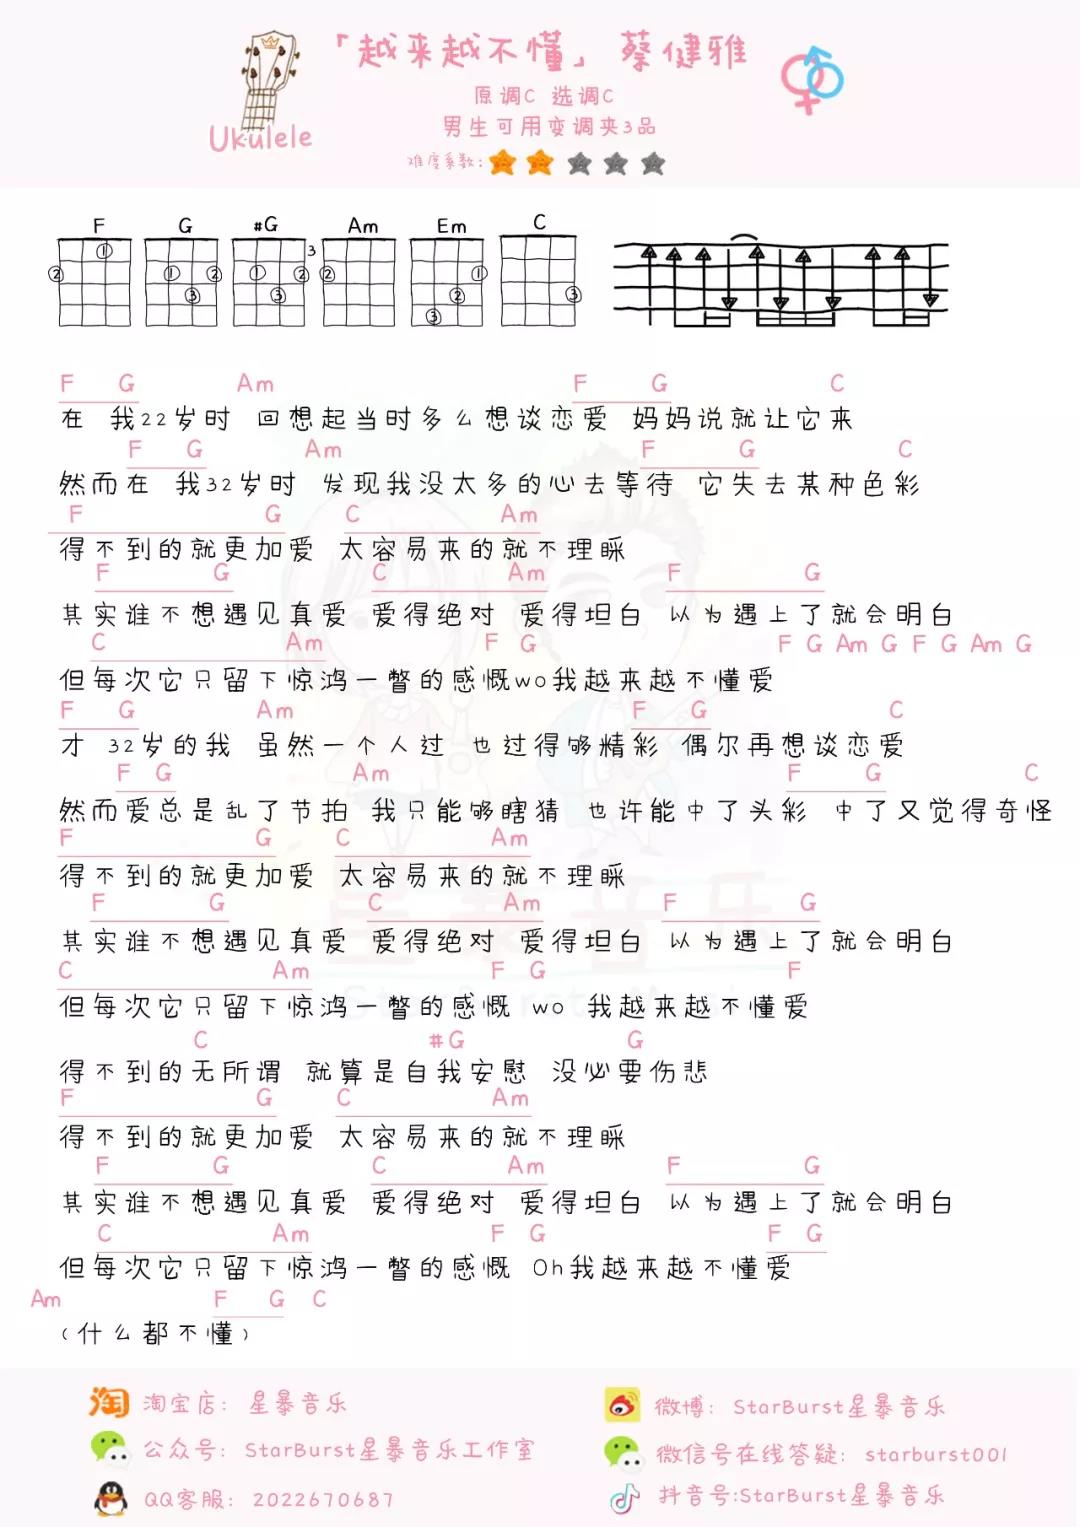 「越来越不懂」 蔡健雅
原调C 选调C
男生可用变调夹3品
难度系数:
Ukulele
F G #G Am Em C
3
F G Am F G C
在 我22岁时 回想起当时多么想谈恋爱 妈妈说就让它来
F G Am F G C
然而在 我32岁时 发现我没太多的心去等待 它失去某种色彩
F G C Am
得不到的就更加爱 太容易来的就不理睬
F G C Am F G
其实谁不想遇见真爱 爱得绝对 爱得坦白 以为遇上了就会明白
C Am F G F G Am G F G Am G
但每次它只留下惊鸿一瞥的感慨wo我越来越不懂爱
F G Am F G C
才 32岁的我 虽然一个人过 也过得够精彩 偶尔再想谈恋爱
F G Am F G C
然而爱总是乱了节拍 我只能够瞎猜 也许能中了头彩 中了又觉得奇怪
F G C Am
得不到的就更加爱 太容易来的就不理睬
F G C Am F G
其实谁不想遇见真爱 爱得绝对 爱得坦白 以为遇上了就会明白
C Am F G F
但每次它只留下惊鸿一瞥的感慨 wo 我越来越不懂爱
C #G G
得不到的无所谓 就算是自我安慰 没必要伤悲
F G C Am
得不到的就更加爱 太容易来的就不理睬
F G C Am F G
其实谁不想遇见真爱 爱得绝对 爱得坦白 以为遇上了就会明白
C Am F G F G
但每次它只留下惊鸿一瞥的感慨 Oh我越来越不懂爱
Am F G C
(什么都不懂)
星暴音乐
淘 淘宝店: 星暴音乐
微博: StarBurst星暴音乐
公众号: StarBurst星暴音乐工作室
微信号在线答疑: starburst001
QQ客服: 2022670687
抖音号:StarBurst星暴音乐